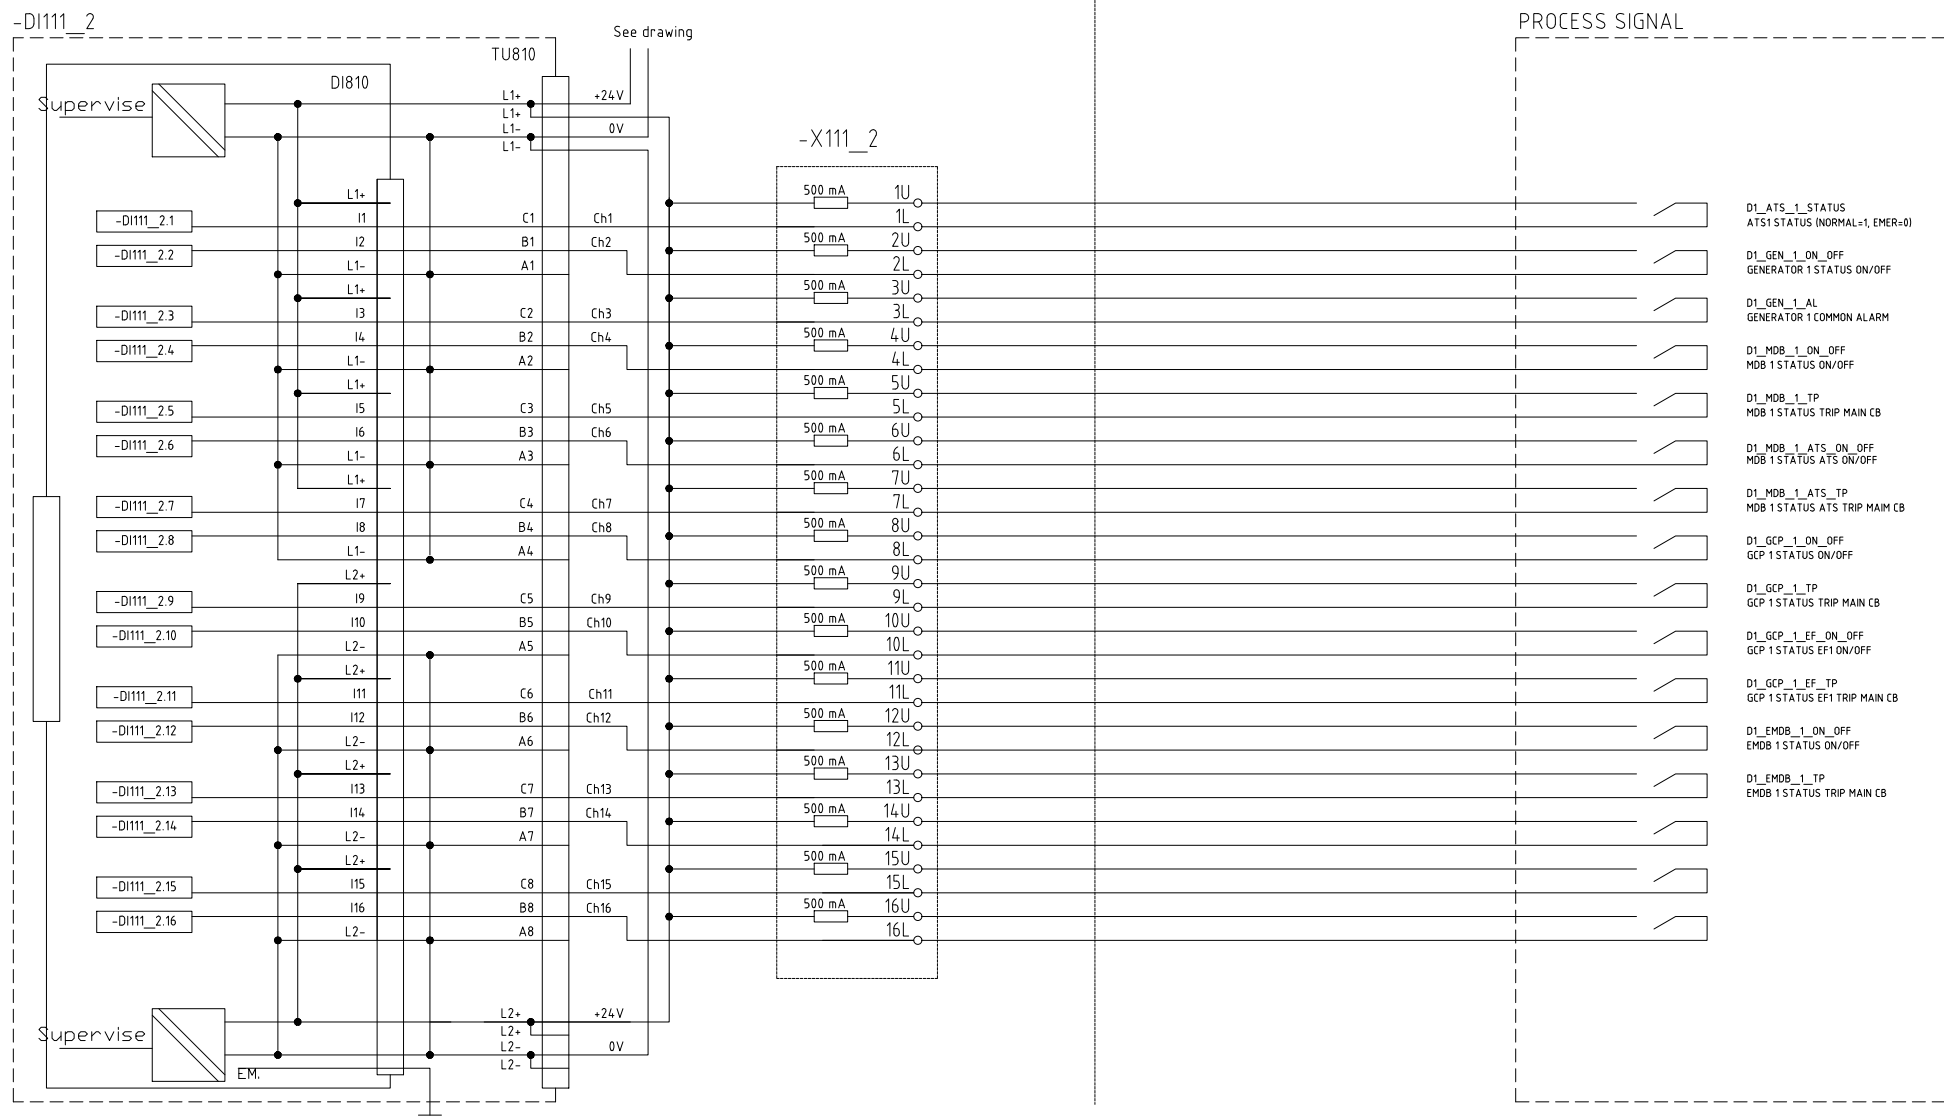 -DI111_2
See drawing
PROCESS SIGNAL
TU810
DI810
Supervise
L1+
+24V
L1+
L1-
0V
L1-
-X111_2
L1+
500 mA
1U
-DI111_2.1
I1
C1
Ch1
1L
D1_ATS_1_STATUS
ATS1 STATUS (NORMAL=1, EMER=0)
-DI111_2.2
I2
B1
Ch2
500 mA
2U
L1-
A1
2L
D1_GEN_1_ON_OFF
GENERATOR 1 STATUS ON/OFF
L1+
500 mA
3U
-DI111_2.3
I3
C2
Ch3
3L
D1_GEN_1_AL
GENERATOR 1 COMMON ALARM
-DI111_2.4
I4
B2
Ch4
500 mA
4U
L1-
A2
4L
D1_MDB_1_ON_OFF
MDB 1 STATUS ON/OFF
L1+
500 mA
5U
-DI111_2.5
I5
C3
Ch5
5L
D1_MDB_1_TP
MDB 1 STATUS TRIP MAIN CB
-DI111_2.6
I6
B3
Ch6
500 mA
6U
L1-
A3
6L
D1_MDB_1_ATS_ON_OFF
MDB 1 STATUS ATS ON/OFF
L1+
500 mA
7U
-DI111_2.7
I7
C4
Ch7
7L
D1_MDB_1_ATS_TP
MDB 1 STATUS ATS TRIP MAIM CB
-DI111_2.8
I8
B4
Ch8
500 mA
8U
L1-
A4
8L
D1_GCP_1_ON_OFF
GCP 1 STATUS ON/OFF
L2+
500 mA
9U
-DI111_2.9
I9
C5
Ch9
9L
D1_GCP_1_TP
GCP 1 STATUS TRIP MAIN CB
-DI111_2.10
I10
B5
Ch10
500 mA
10U
L2-
A5
10L
D1_GCP_1_EF_ON_OFF
GCP 1 STATUS EF1 ON/OFF
L2+
500 mA
11U
-DI111_2.11
I11
C6
Ch11
11L
D1_GCP_1_EF_TP
GCP 1 STATUS EF1 TRIP MAIN CB
-DI111_2.12
I12
B6
Ch12
500 mA
12U
L2-
A6
12L
D1_EMDB_1_ON_OFF
EMDB 1 STATUS ON/OFF
L2+
500 mA
13U
-DI111_2.13
I13
C7
Ch13
13L
D1_EMDB_1_TP
EMDB 1 STATUS TRIP MAIN CB
-DI111_2.14
I14
B7
Ch14
500 mA
14U
L2-
A7
14L
L2+
500 mA
15U
-DI111_2.15
I15
C8
Ch15
15L
-DI111_2.16
I16
B8
Ch16
500 mA
16U
L2-
A8
16L
Supervise
L2+
+24V
L2+
L2-
0V
L2-
EM.